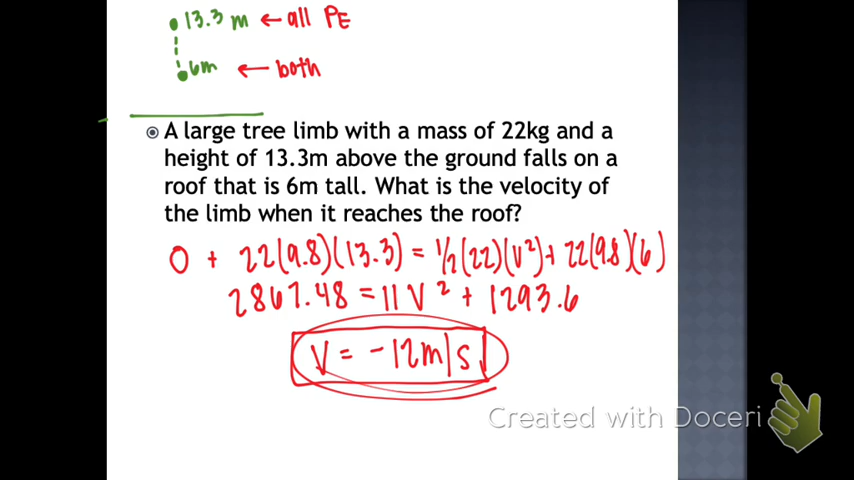 13.3 m ← all PE
6m ← both
A large tree limb with a mass of 22kg and a
height of 13.3m above the ground falls on a
roof that is 6m tall. What is the velocity of
the limb when it reaches the roof?
0 + 22(9.8)(13.3) = 1/2(22)(V²) + 22(9.8)(6)
2867.48 = 11V² + 1293.6
V = -12m/s
Created with Doceri